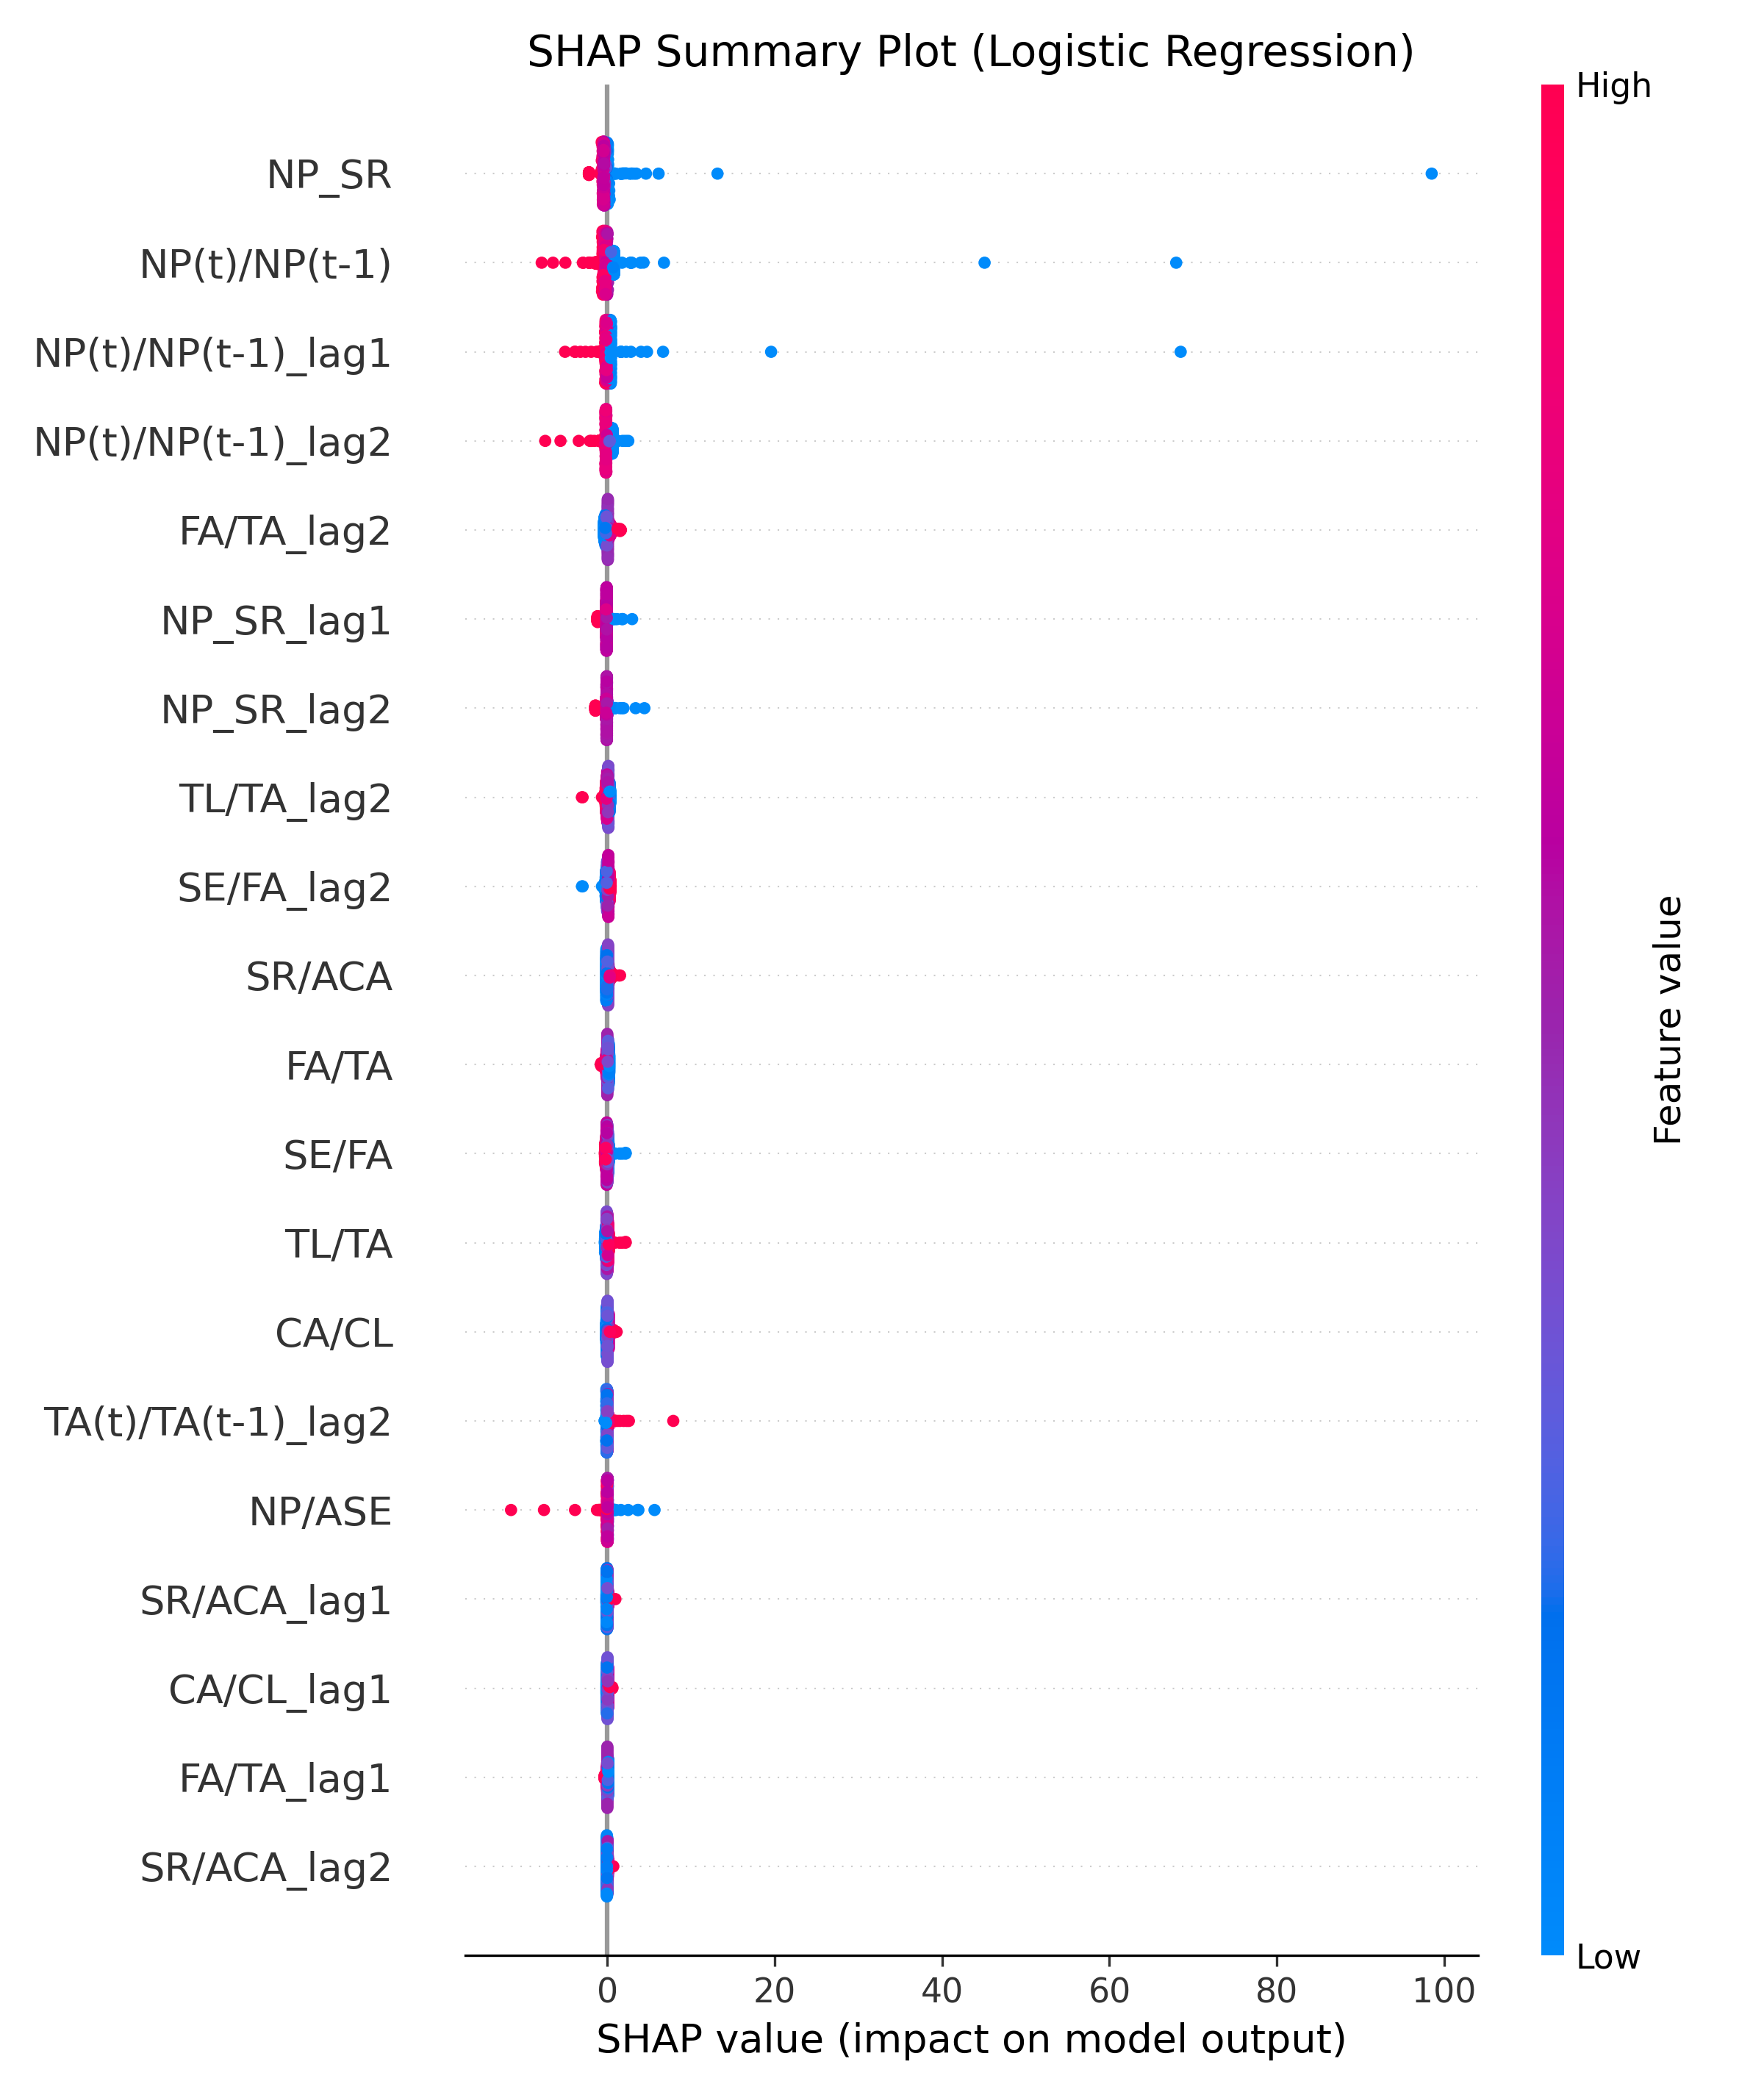 SHAP Summary Plot (Logistic Regression)
High
NP_SR
NP(t)/NP(t-1)
NP(t)/NP(t-1)_lag1
NP(t)/NP(t-1)_lag2
FA/TA_lag2
NP_SR_lag1
NP_SR_lag2
TL/TA_lag2
SE/FA_lag2
SR/ACA
FA/TA
SE/FA
TL/TA
CA/CL
TA(t)/TA(t-1)_lag2
NP/ASE
SR/ACA_lag1
CA/CL_lag1
FA/TA_lag1
SR/ACA_lag2
Feature value
Low
0 20 40 60 80 100
SHAP value (impact on model output)